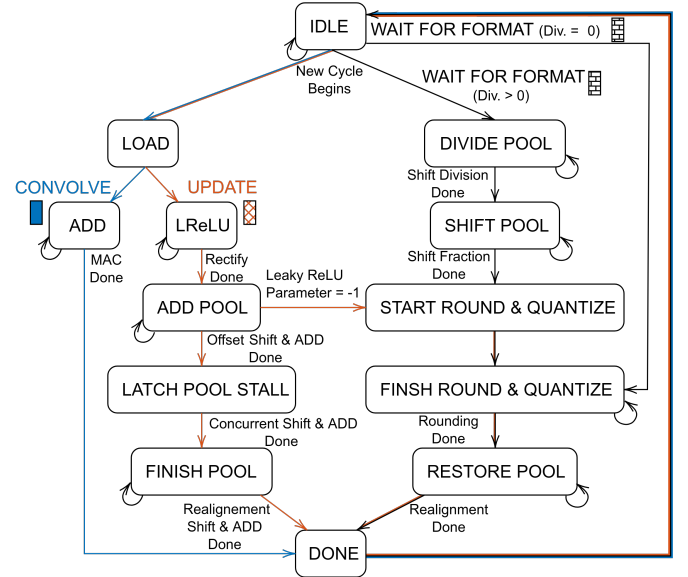 IDLE
WAIT FOR FORMAT (Div. = 0)
New Cycle
Begins
WAIT FOR FORMAT
(Div. > 0)
LOAD
DIVIDE POOL
CONVOLVE
UPDATE
Shift Division
Done
ADD
LReLU
SHIFT POOL
MAC
Done
Rectify
Done
Shift Fraction
Done
Leaky ReLU
Parameter = -1
ADD POOL
START ROUND & QUANTIZE
Offset Shift & ADD
Done
LATCH POOL STALL
FINSH ROUND & QUANTIZE
Concurrent Shift & ADD
Done
Rounding
Done
FINISH POOL
RESTORE POOL
Realignement
Shift & ADD
Done
Realignment
Done
DONE